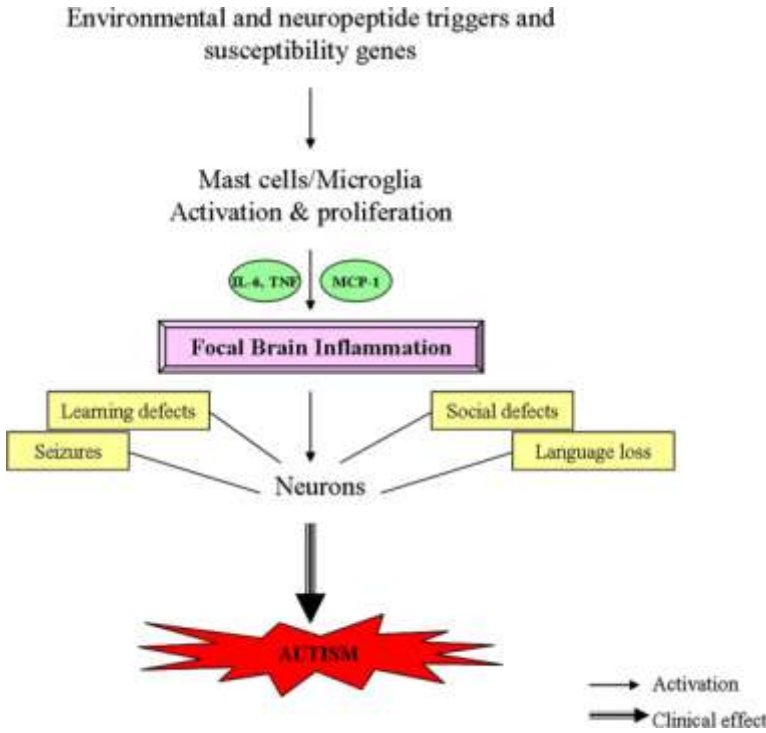 Environmental and neuropeptide triggers and
susceptibility genes
Mast cells/Microglia
Activation & proliferation
IL-6, TNF
MCP-1
Focal Brain Inflammation
Learning defects
Social defects
Seizures
Language loss
Neurons
AUTISM
Activation
Clinical effect